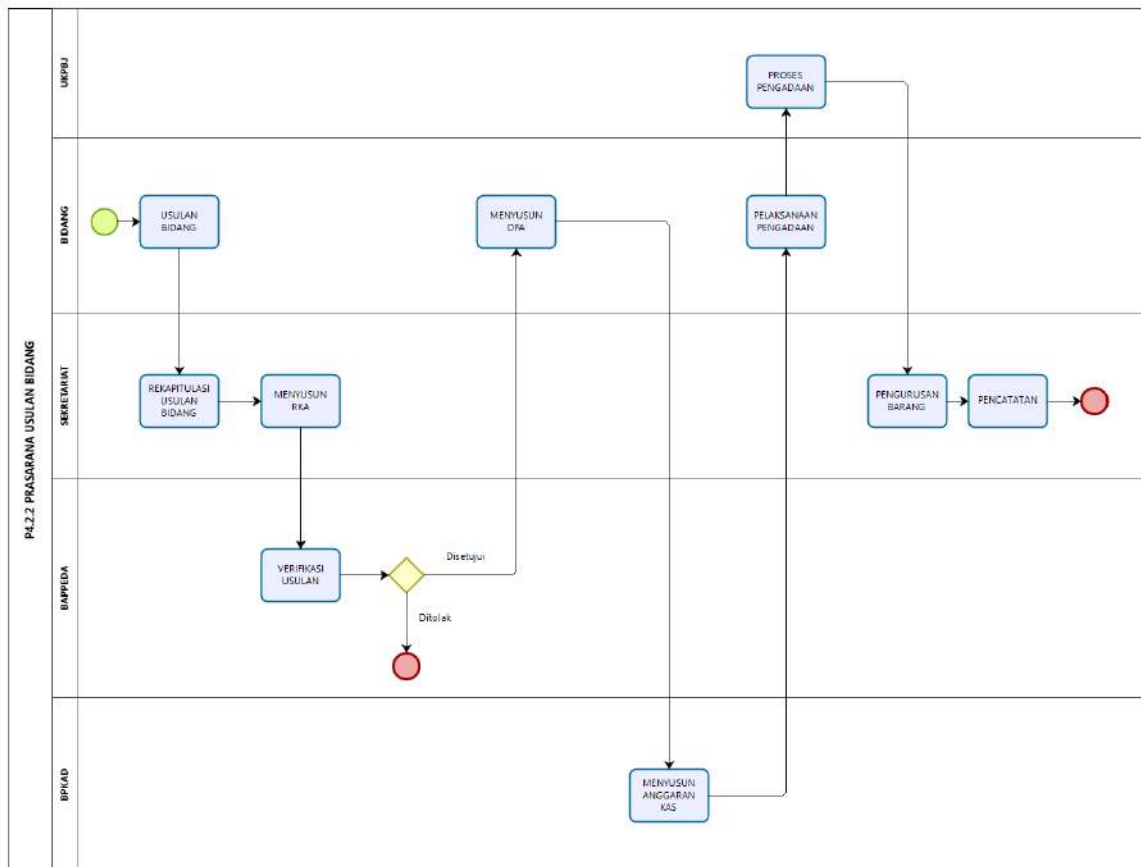 P4.2.2 PRASARANA USULAN BIDANG
UKPBJ
PROSES
PENGADAAN
BIDANG
USULAN
BIDANG
MENYUSUN
DPA
PELAKSANAAN
PENGADAAN
SEKRETARIAT
REKAPITULASI
USULAN
BIDANG
MENYUSUN
RKA
PENGURUSAN
BARANG
PENCATATAN
BAPPEDA
VERIFIKASI
USULAN
Disetujui
Ditolak
BPKAD
MENYUSUN
ANGGARAN
KAS